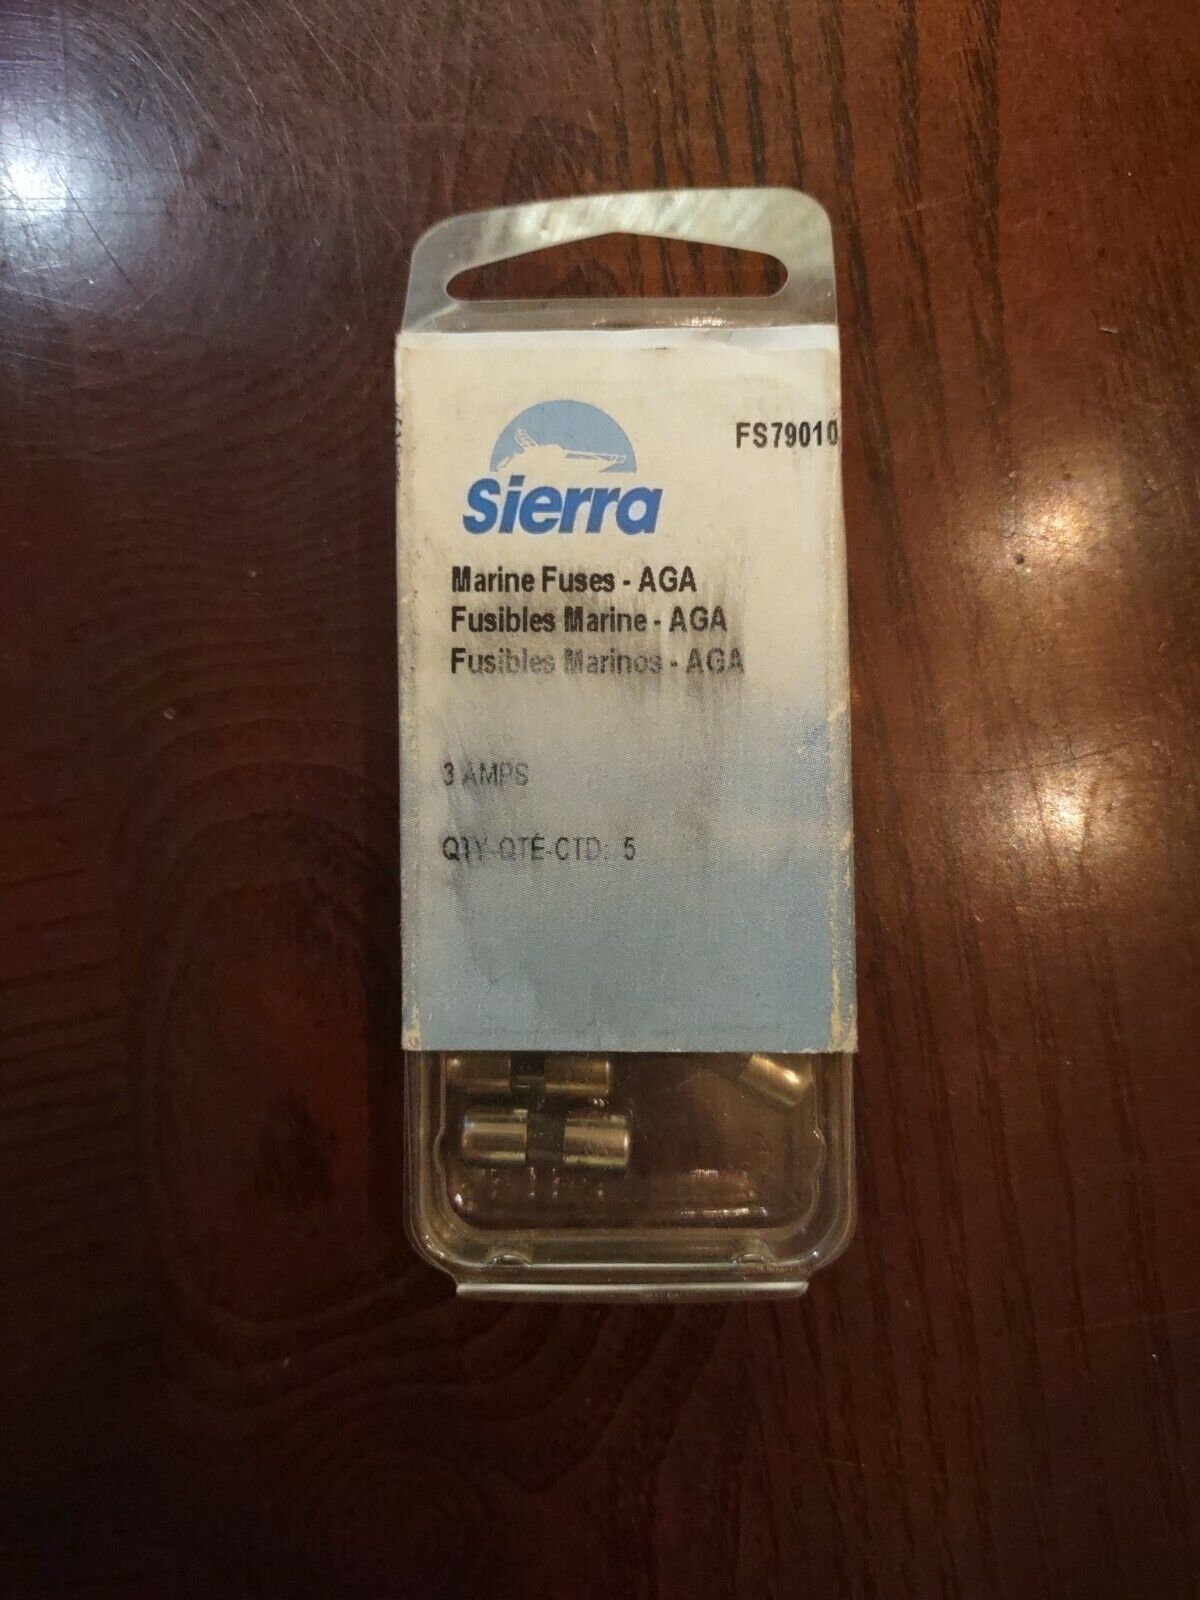 FS79010
Sierra
Marine Fuses - AGA
Fusibles Marine - AGA
Fusibles Marinos - AGA
3 AMPS
QTY-QTÉ-CTD: 5